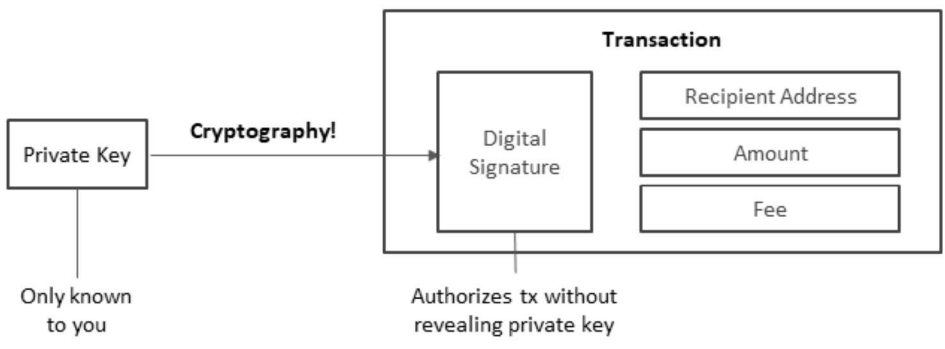 Transaction
Cryptography!
Private Key
Digital
Signature
Recipient Address
Amount
Fee
Only known
to you
Authorizes tx without
revealing private key